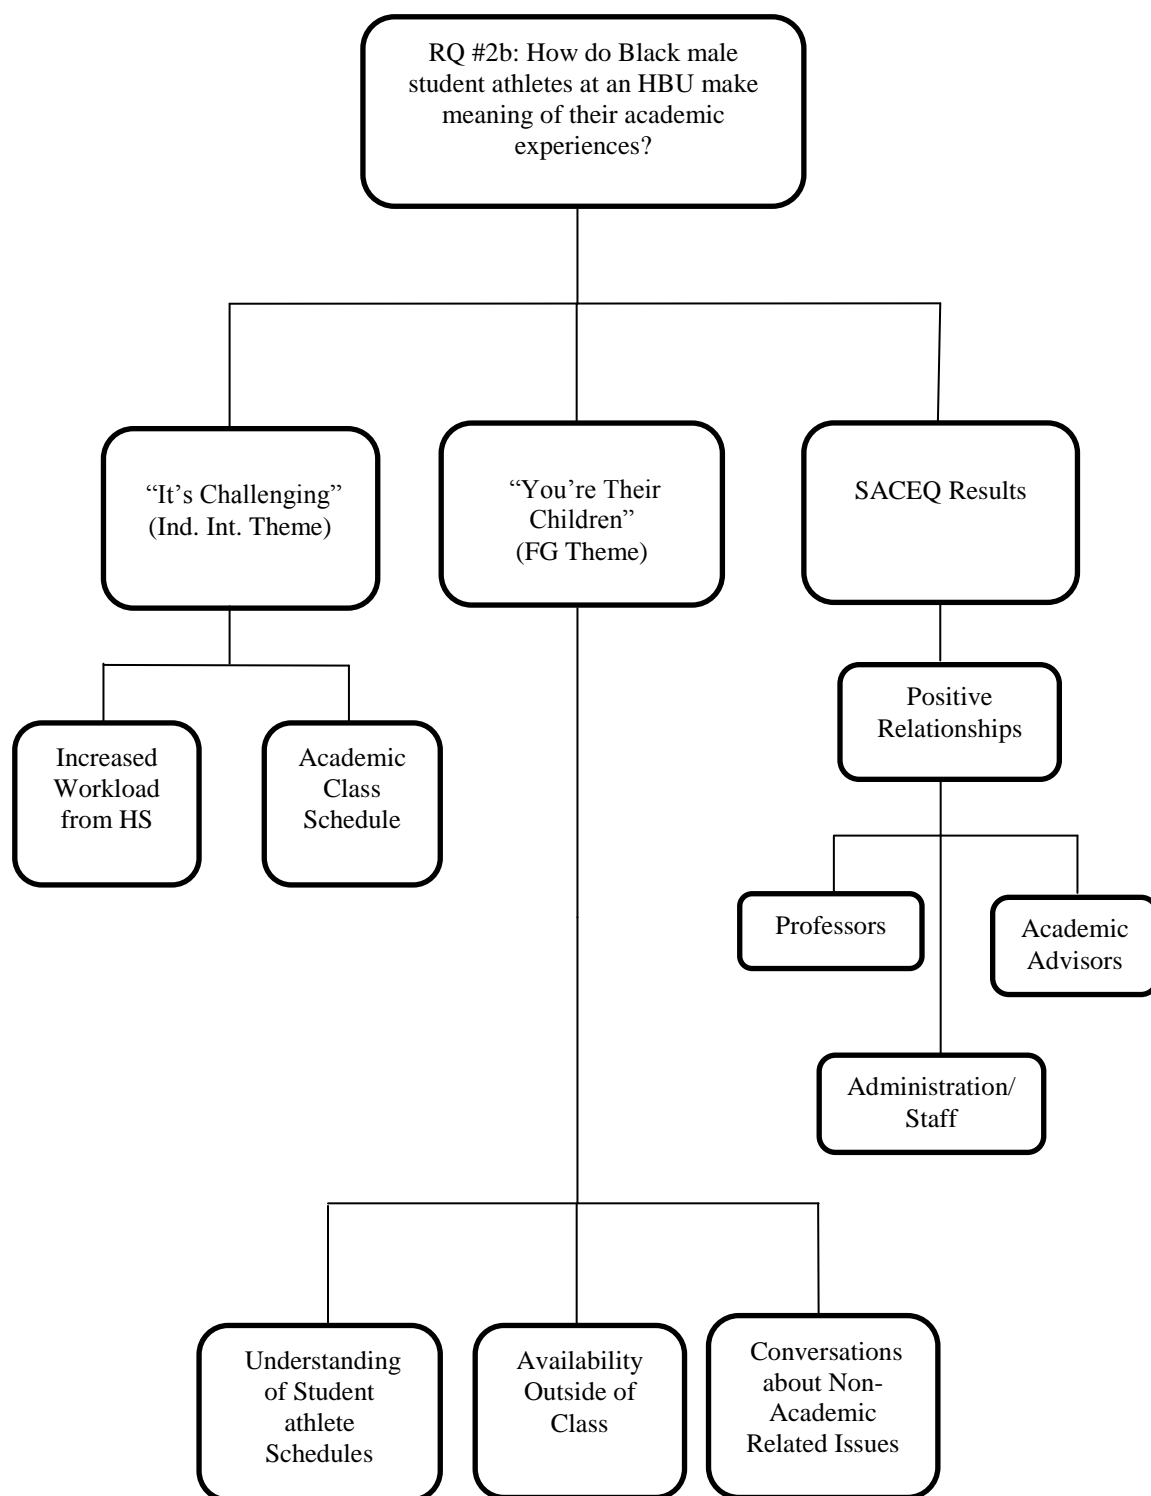 RQ #2b: How do Black male
student athletes at an HBU make
meaning of their academic
experiences?
“It’s Challenging”
(Ind. Int. Theme)
“You’re Their
Children”
(FG Theme)
SACEQ Results
Increased
Workload
from HS
Academic
Class
Schedule
Positive
Relationships
Professors
Academic
Advisors
Administration/
Staff
Understanding
of Student
athlete
Schedules
Availability
Outside of
Class
Conversations
about Non-
Academic
Related Issues